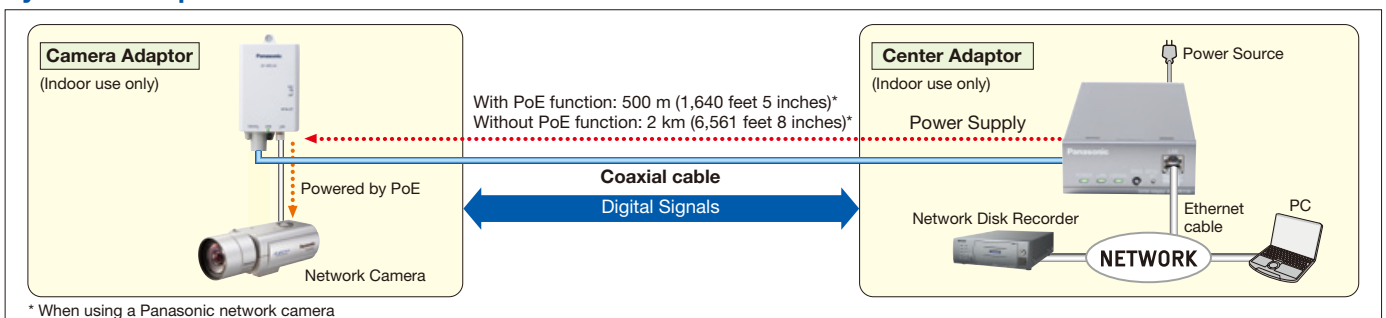 Camera Adaptor
(Indoor use only)
Panasonic
Powered by PoE
Network Camera
* When using a Panasonic network camera
With PoE function: 500 m (1,640 feet 5 inches)*
Without PoE function: 2 km (6,561 feet 8 inches)*
Coaxial cable
Digital Signals
Center Adaptor
(Indoor use only)
Power Source
Power Supply
Panasonic
LAN
Ethernet
cable
PC
Network Disk Recorder
NETWORK